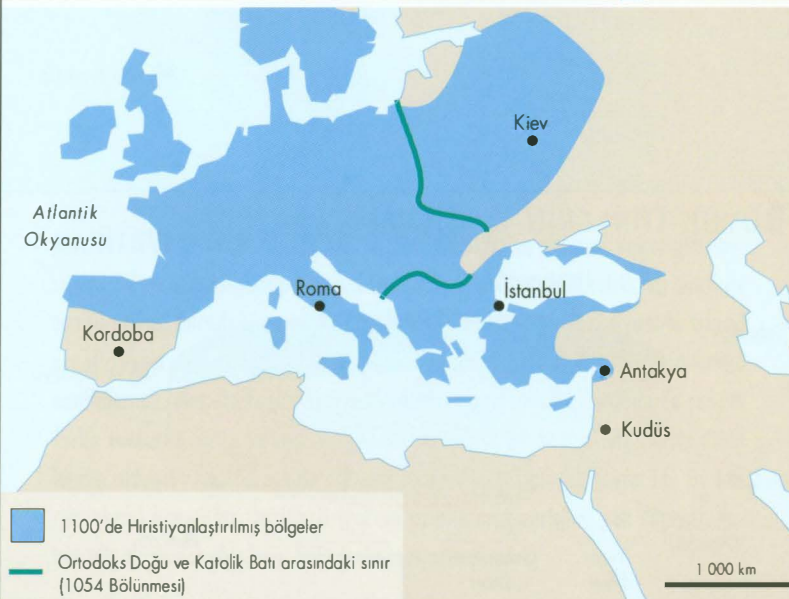 Kiev
Atlantik
Okyanusu
Roma
İstanbul
Kordoba
Antakya
Kudüs
1100'de Hıristiyanlaştırılmış bölgeler
Ortodoks Doğu ve Katolik Batı arasındaki sınır
(1054 Bölünmesi)
1 000 km